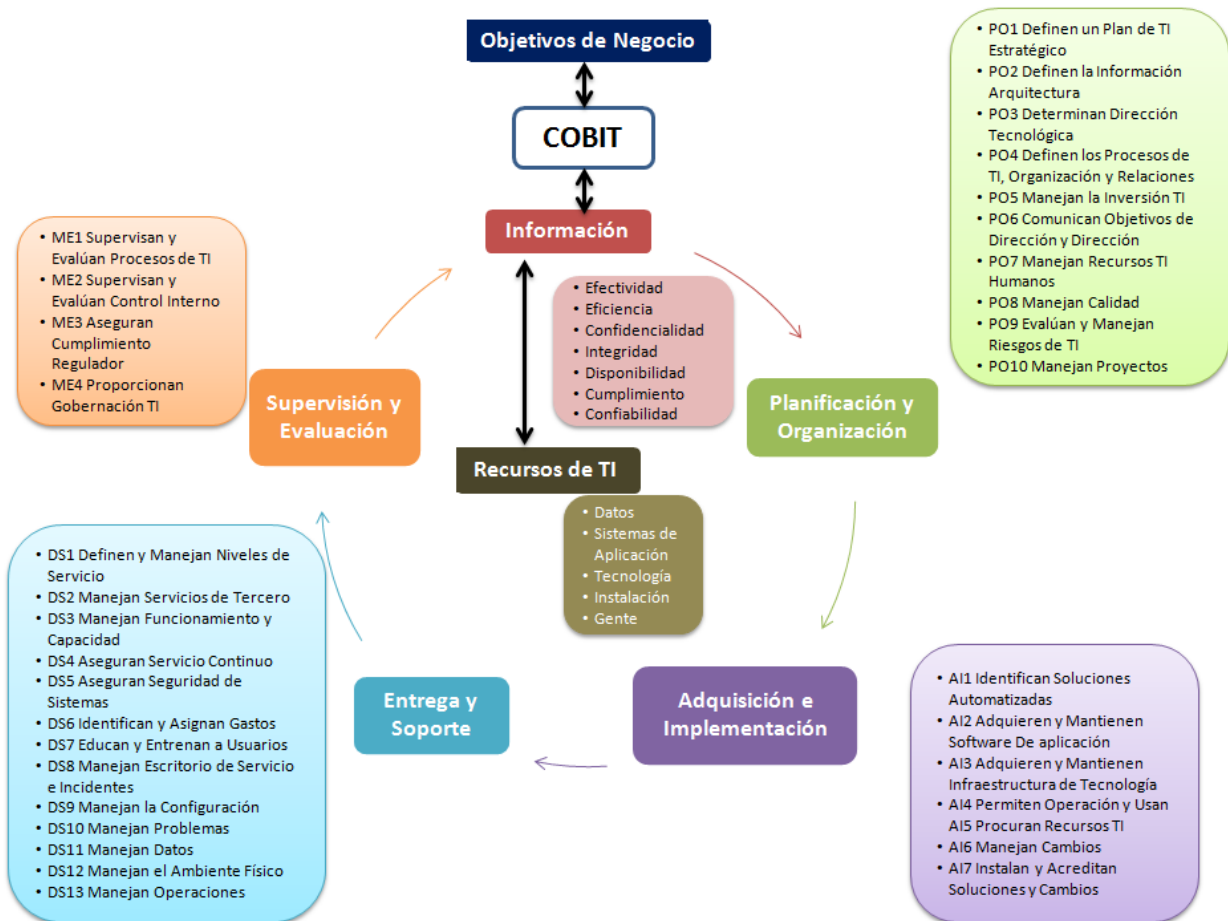 Objetivos de Negocio
COBIT
Información
• Efectividad
• Eficiencia
• Confidencialidad
• Integridad
• Disponibilidad
• Cumplimiento
• Confiabilidad
Recursos de TI
• Datos
• Sistemas de
Aplicación
• Tecnología
• Instalación
• Gente
• PO1 Definen un Plan de TI
Estratégico
• PO2 Definen la Información
Arquitectura
• PO3 Determinan Dirección
Tecnológica
• PO4 Definen los Procesos de
TI, Organización y Relaciones
• PO5 Manejan la Inversión TI
• PO6 Comunican Objetivos de
Dirección y Dirección
• PO7 Manejan Recursos TI
Humanos
• PO8 Manejan Calidad
• PO9 Evalúan y Manejan
Riesgos de TI
• PO10 Manejan Proyectos
Planificación y
Organización
• AI1 Identifican Soluciones
Automatizadas
• AI2 Adquieren y Mantienen
Software De aplicación
• AI3 Adquieren y Mantienen
Infraestructura de Tecnología
• AI4 Permiten Operación y Usan
AI5 Procuran Recursos TI
• AI6 Manejan Cambios
• AI7 Instalan y Acreditan
Soluciones y Cambios
Adquisición e
Implementación
Entrega y
Soporte
• DS1 Definen y Manejan Niveles de
Servicio
• DS2 Manejan Servicios de Tercero
• DS3 Manejan Funcionamiento y
Capacidad
• DS4 Aseguran Servicio Continuo
• DS5 Aseguran Seguridad de
Sistemas
• DS6 Identifican y Asignan Gastos
• DS7 Educan y Entrenan a Usuarios
• DS8 Manejan Escritorio de Servicio
e Incidentes
• DS9 Manejan la Configuración
• DS10 Manejan Problemas
• DS11 Manejan Datos
• DS12 Manejan el Ambiente Físico
• DS13 Manejan Operaciones
Supervisión y
Evaluación
• ME1 Supervisan y
Evalúan Procesos de TI
• ME2 Supervisan y
Evalúan Control Interno
• ME3 Aseguran
Cumplimiento
Regulador
• ME4 Proporcionan
Gobernación TI